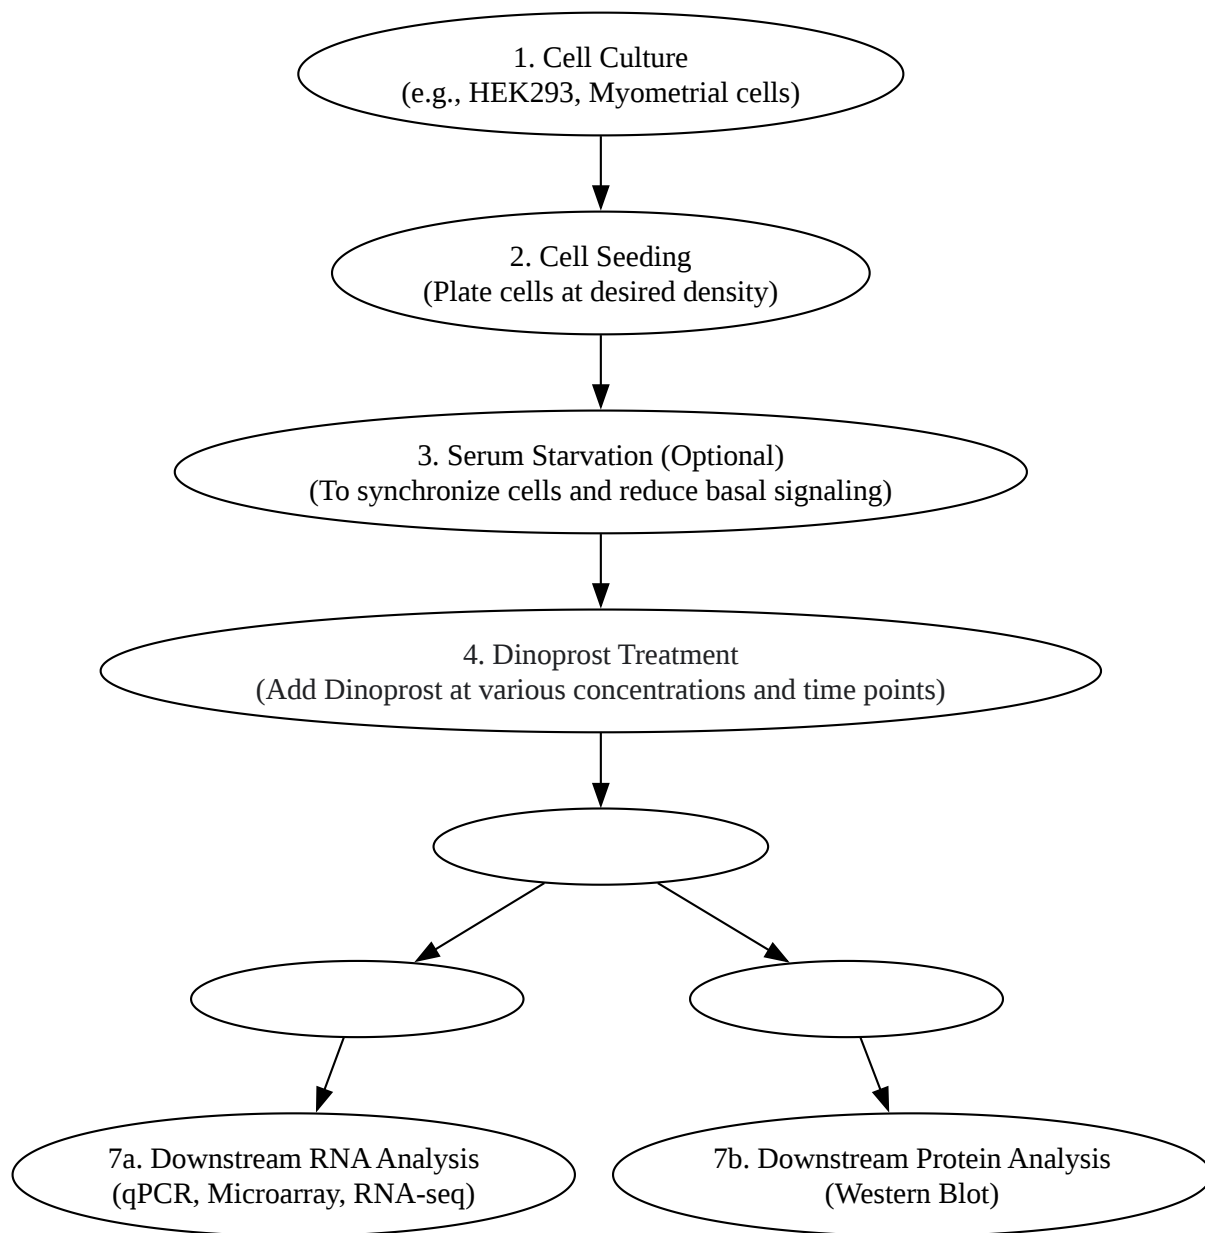 1. Cell Culture
(e.g., HEK293, Myometrial cells)
2. Cell Seeding
(Plate cells at desired density)
3. Serum Starvation (Optional)
(To synchronize cells and reduce basal signaling)
4. Dinoprost Treatment
(Add Dinoprost at various concentrations and time points)
7a. Downstream RNA Analysis
(qPCR, Microarray, RNA-seq)
7b. Downstream Protein Analysis
(Western Blot)